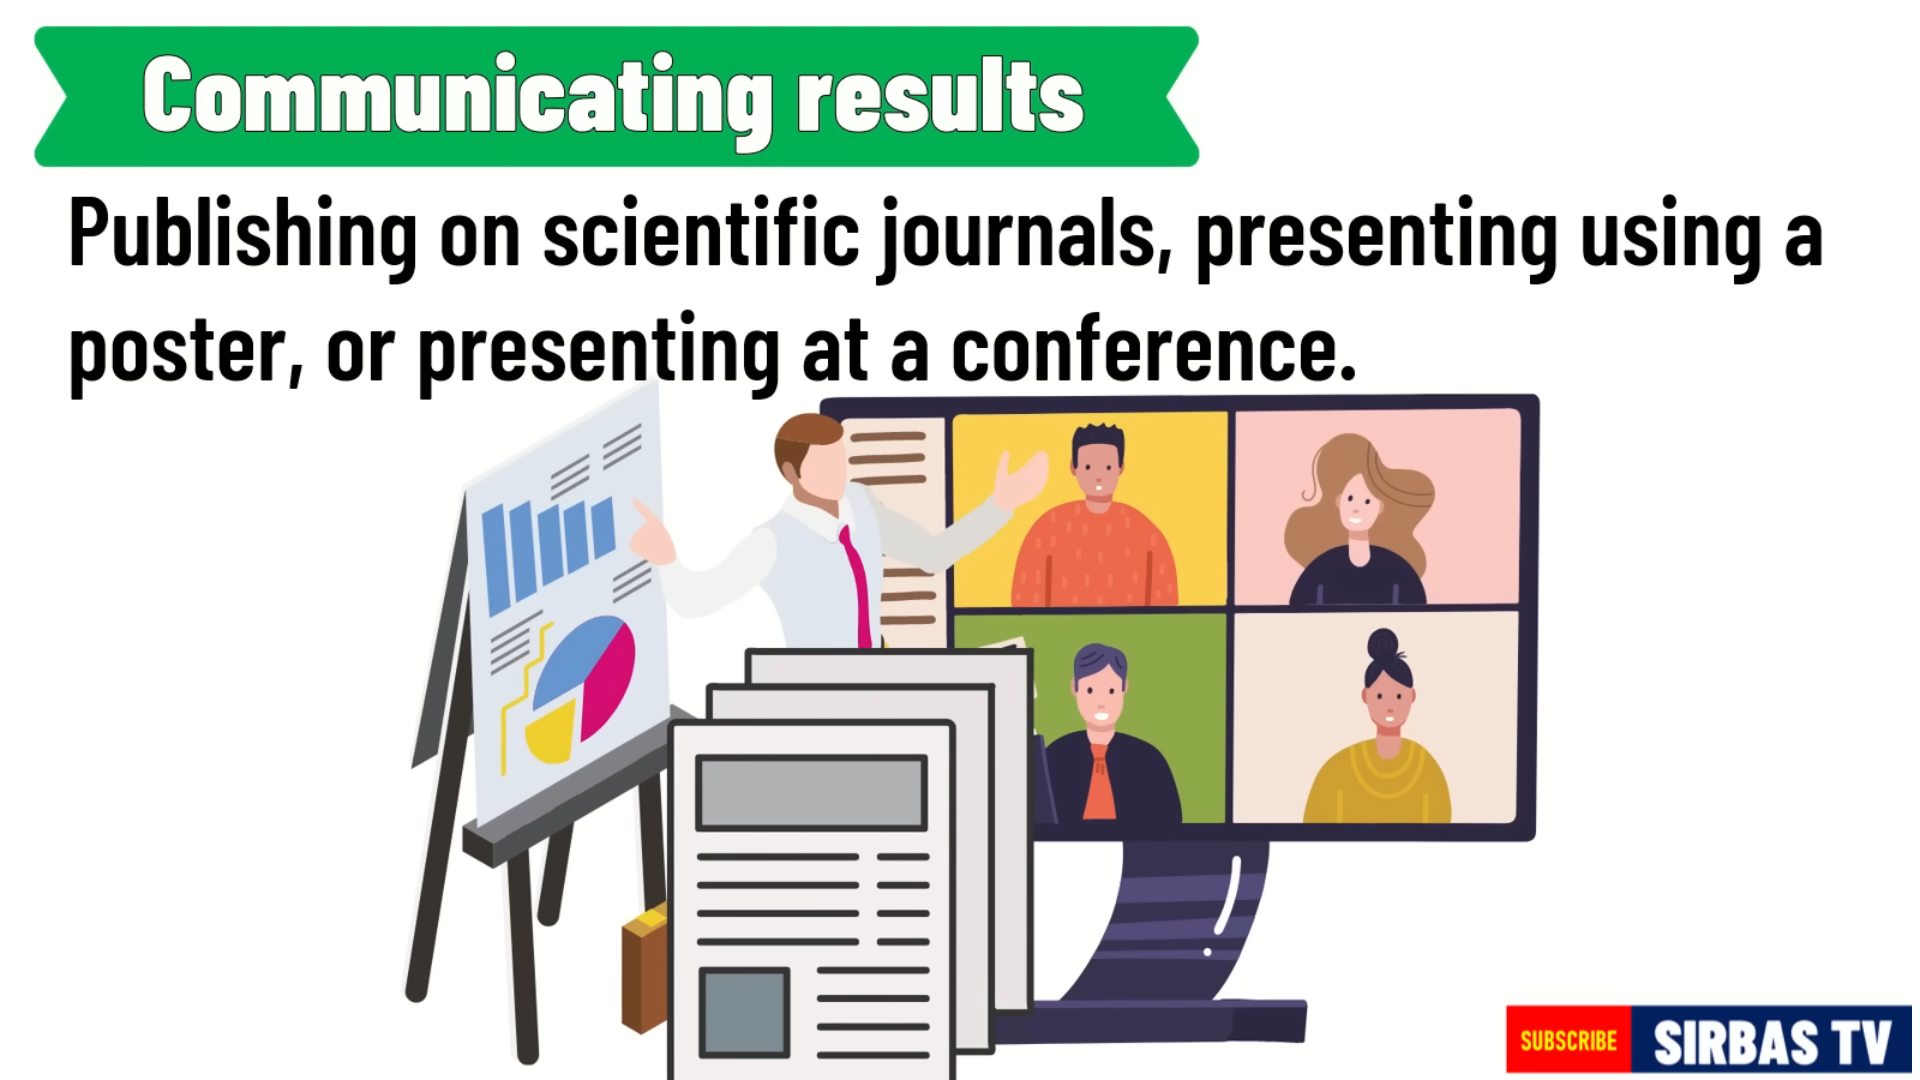 Communicating results
Publishing on scientific journals, presenting using a
poster, or presenting at a conference.
SUBSCRIBE SIRBAS TV